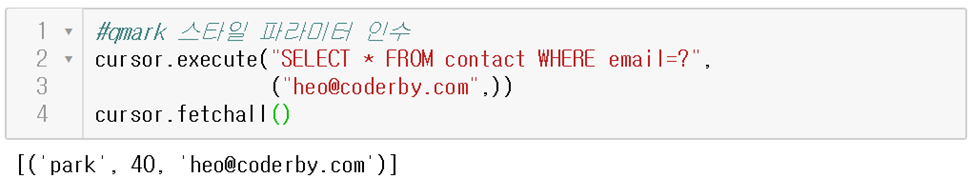 1 #qmark 스타일 파라미터 인수
2 cursor.execute("SELECT * FROM contact WHERE email=?",
3 ("heo@coderby.com",))
4 cursor.fetchall()
[('park', 40, 'heo@coderby.com')]